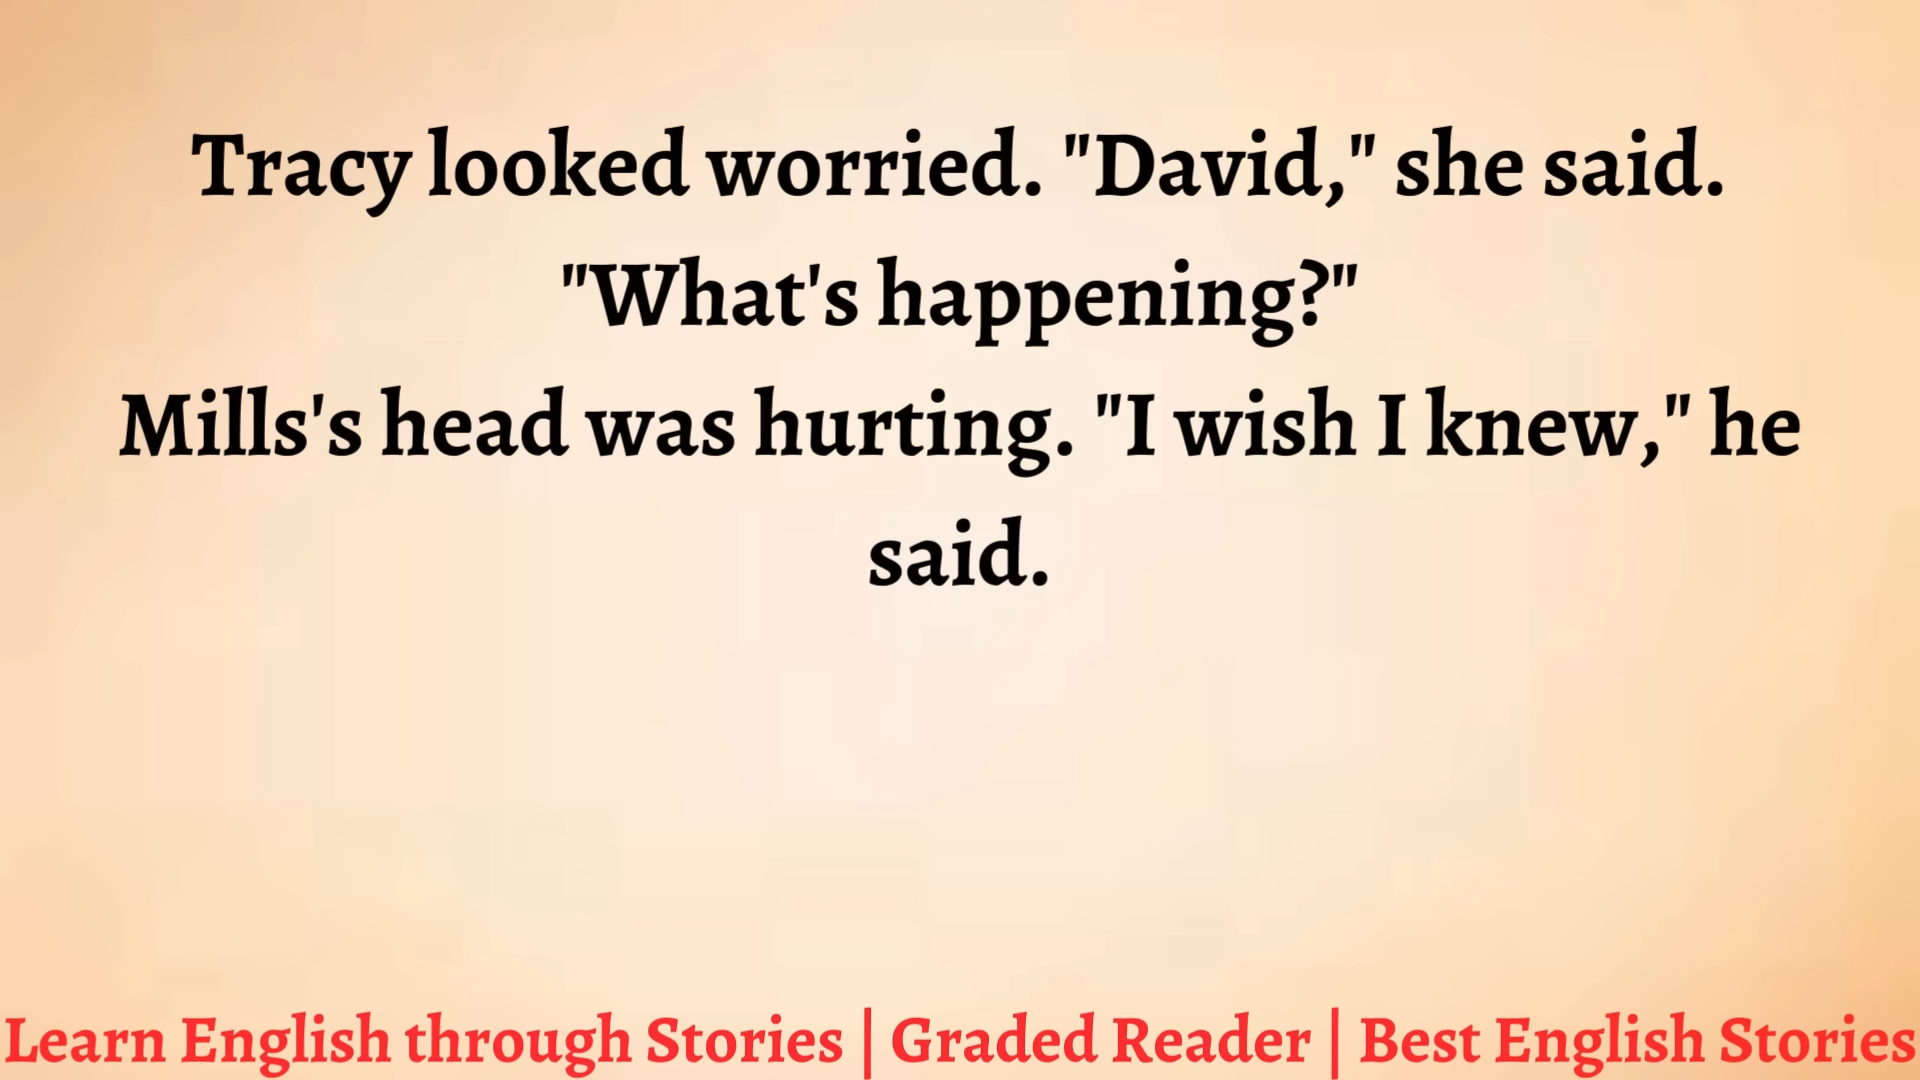 Tracy looked worried. "David," she said.
"What's happening?"
Mills's head was hurting. "I wish I knew," he
said.
Learn English through Stories | Graded Reader | Best English Stories